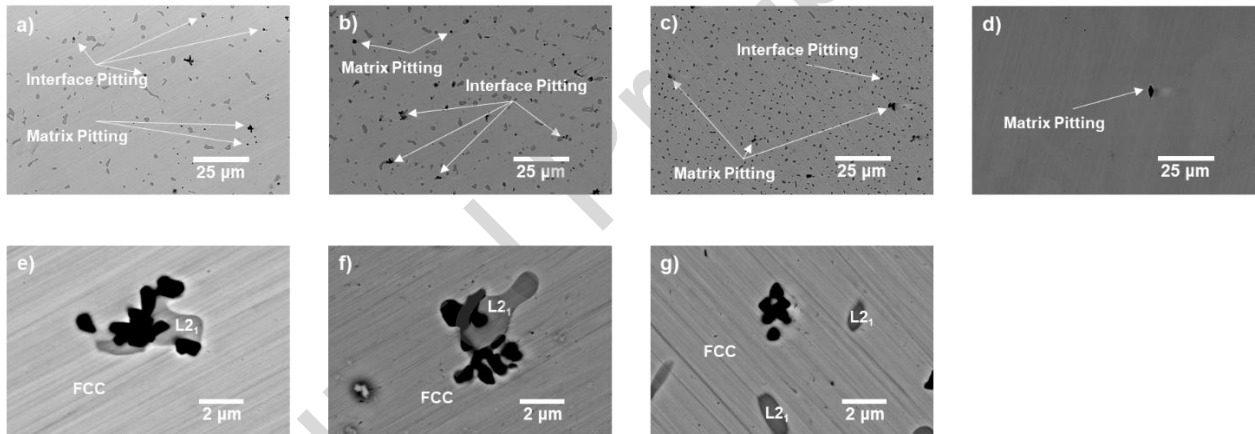 a)
Interface Pitting
Matrix Pitting
25 µm
b)
Matrix Pitting
Interface Pitting
25 µm
c)
Interface Pitting
Matrix Pitting
25 µm
d)
Matrix Pitting
25 µm
e)
L2₁
FCC
2 µm
f)
L2₁
FCC
2 µm
g)
L2₁
FCC
L2₁
2 µm